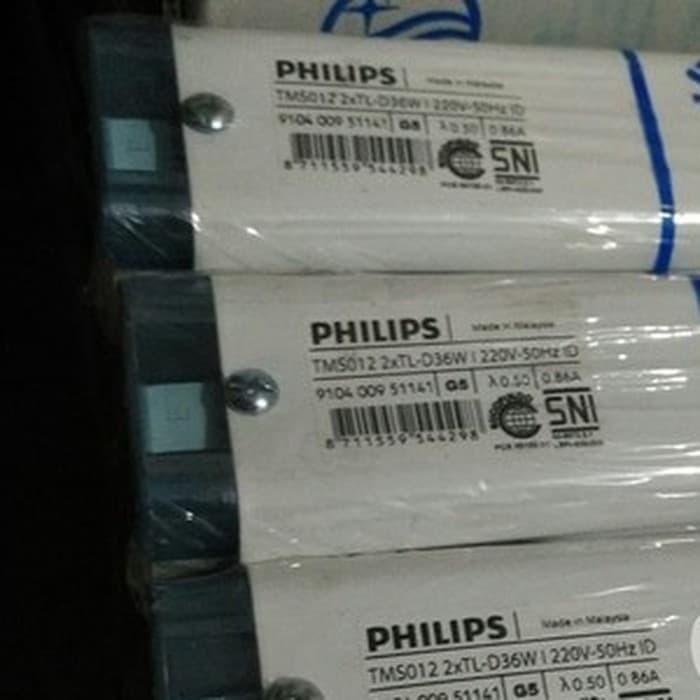 PHILIPS | Made in Malaysia
TMS012 2xTL-D36W | 220V-50Hz ID
9104 009 51141 | G5 | λ 0.50 | 0.86A
SNI
8 711559 544298
PHILIPS | Made in Malaysia
TMS012 2xTL-D36W | 220V-50Hz ID
9104 009 51141 | G5 | λ 0.50 | 0.86A
SNI
8 711559 544298
PHILIPS | Made in Malaysia
TMS012 2xTL-D36W | 220V-50Hz ID
9104 009 51141 | G5 | λ 0.50 | 0.86A